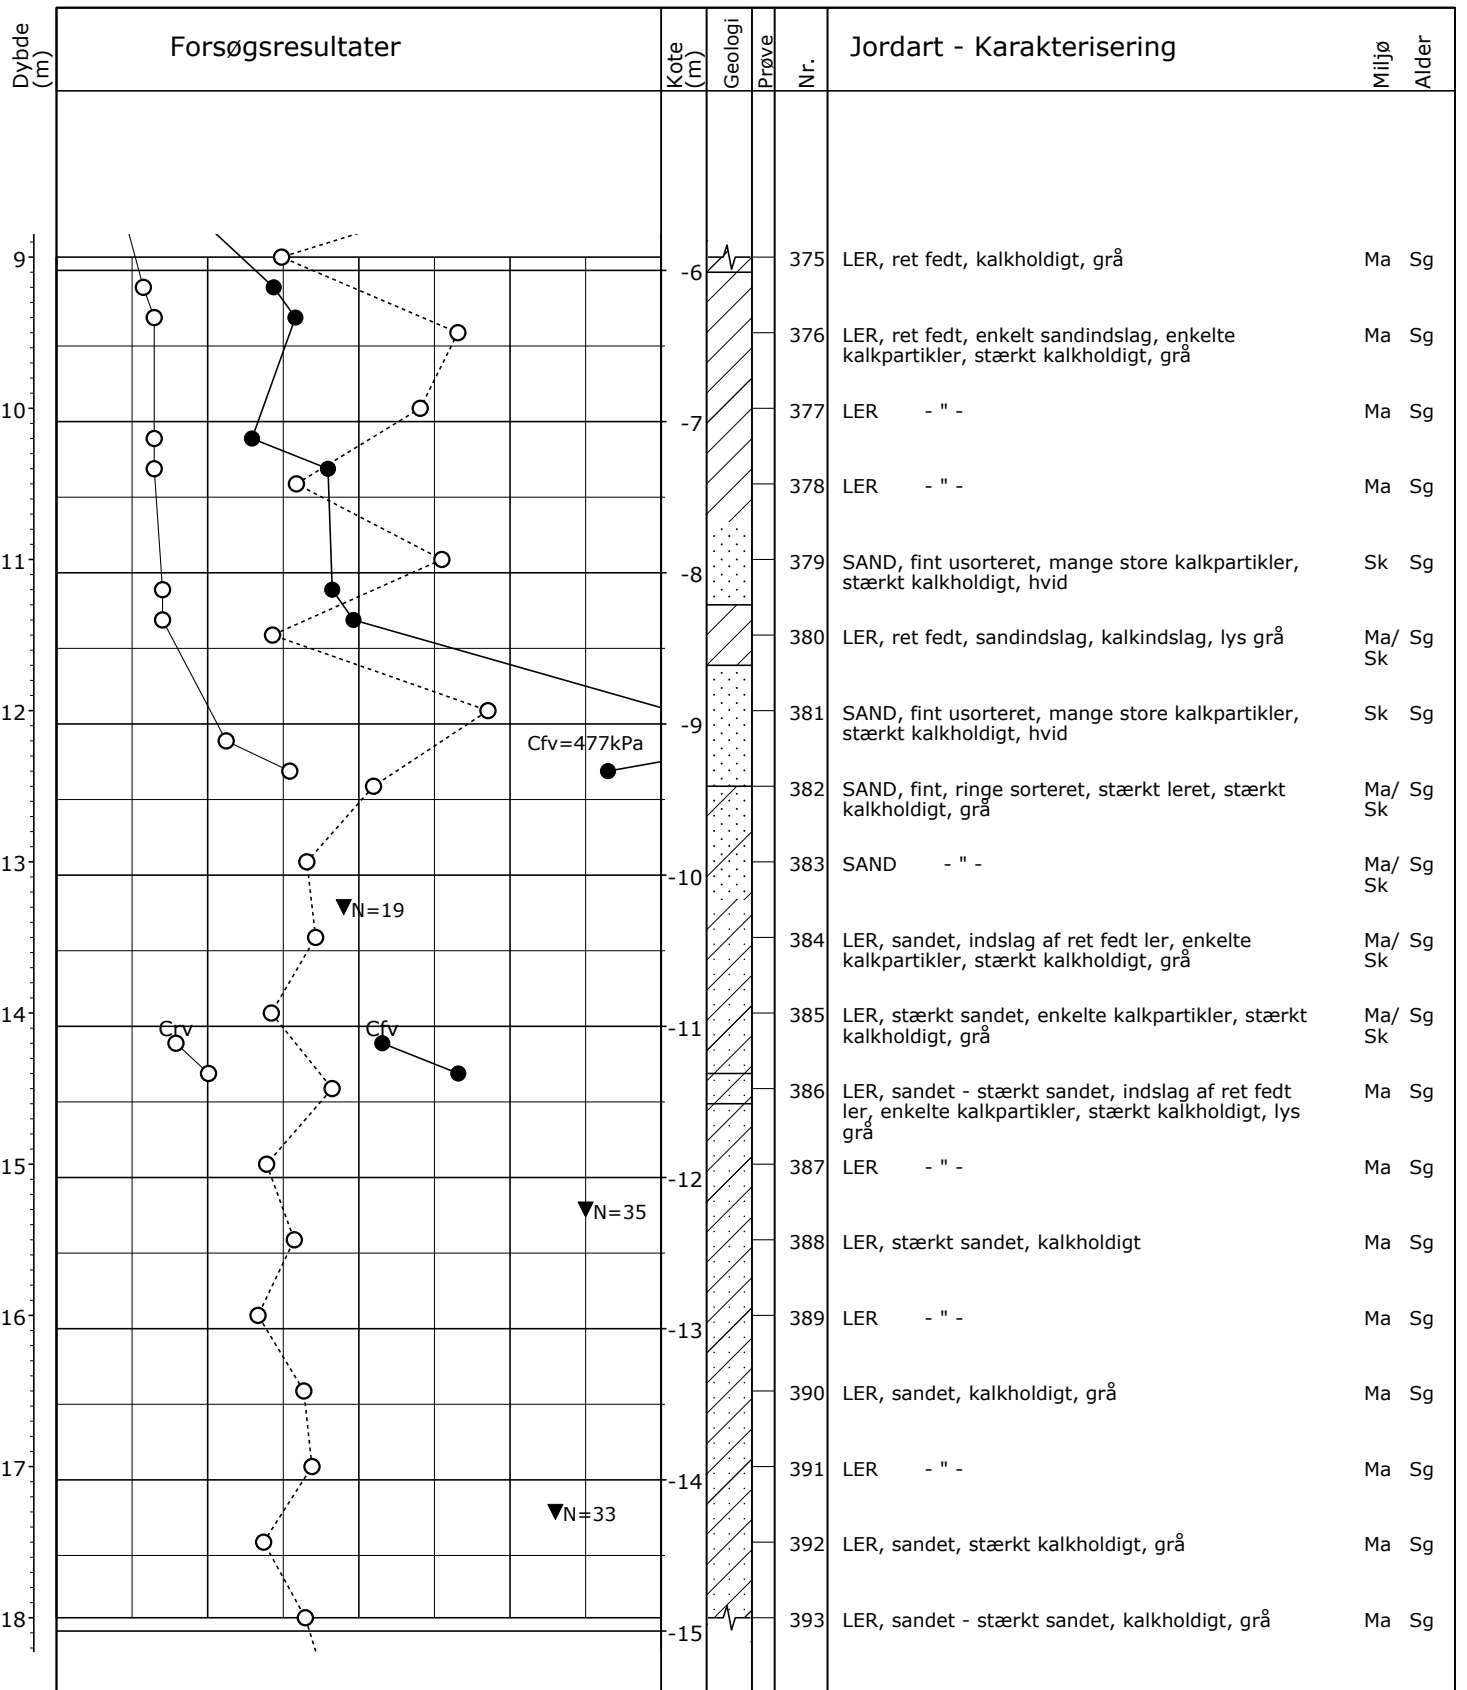 Dybde
(m)
Forsøgsresultater
Kote
(m)
Geologi
Prøve
Nr.
Jordart - Karakterisering
Miljø
Alder
9
-6
375 LER, ret fedt, kalkholdigt, grå Ma Sg
376 LER, ret fedt, enkelt sandindslag, enkelte Ma Sg
kalkpartikler, stærkt kalkholdigt, grå
10
-7
377 LER - " - Ma Sg
378 LER - " - Ma Sg
11
-8
379 SAND, fint usorteret, mange store kalkpartikler, Sk Sg
stærkt kalkholdigt, hvid
380 LER, ret fedt, sandindslag, kalkindslag, lys grå Ma/ Sg
Sk
12
-9
381 SAND, fint usorteret, mange store kalkpartikler, Sk Sg
stærkt kalkholdigt, hvid
Cfv=477kPa
382 SAND, fint, ringe sorteret, stærkt leret, stærkt Ma/ Sg
kalkholdigt, grå Sk
13
-10
383 SAND - " - Ma/ Sg
Sk
N=19
384 LER, sandet, indslag af ret fedt ler, enkelte Ma/ Sg
kalkpartikler, stærkt kalkholdigt, grå Sk
14
-11
Crv
Cfv
385 LER, stærkt sandet, enkelte kalkpartikler, stærkt Ma/ Sg
kalkholdigt, grå Sk
386 LER, sandet - stærkt sandet, indslag af ret fedt Ma Sg
ler, enkelte kalkpartikler, stærkt kalkholdigt, lys
grå
15
-12
387 LER - " - Ma Sg
N=35
388 LER, stærkt sandet, kalkholdigt Ma Sg
16
-13
389 LER - " - Ma Sg
390 LER, sandet, kalkholdigt, grå Ma Sg
17
-14
391 LER - " - Ma Sg
N=33
392 LER, sandet, stærkt kalkholdigt, grå Ma Sg
18
-15
393 LER, sandet - stærkt sandet, kalkholdigt, grå Ma Sg